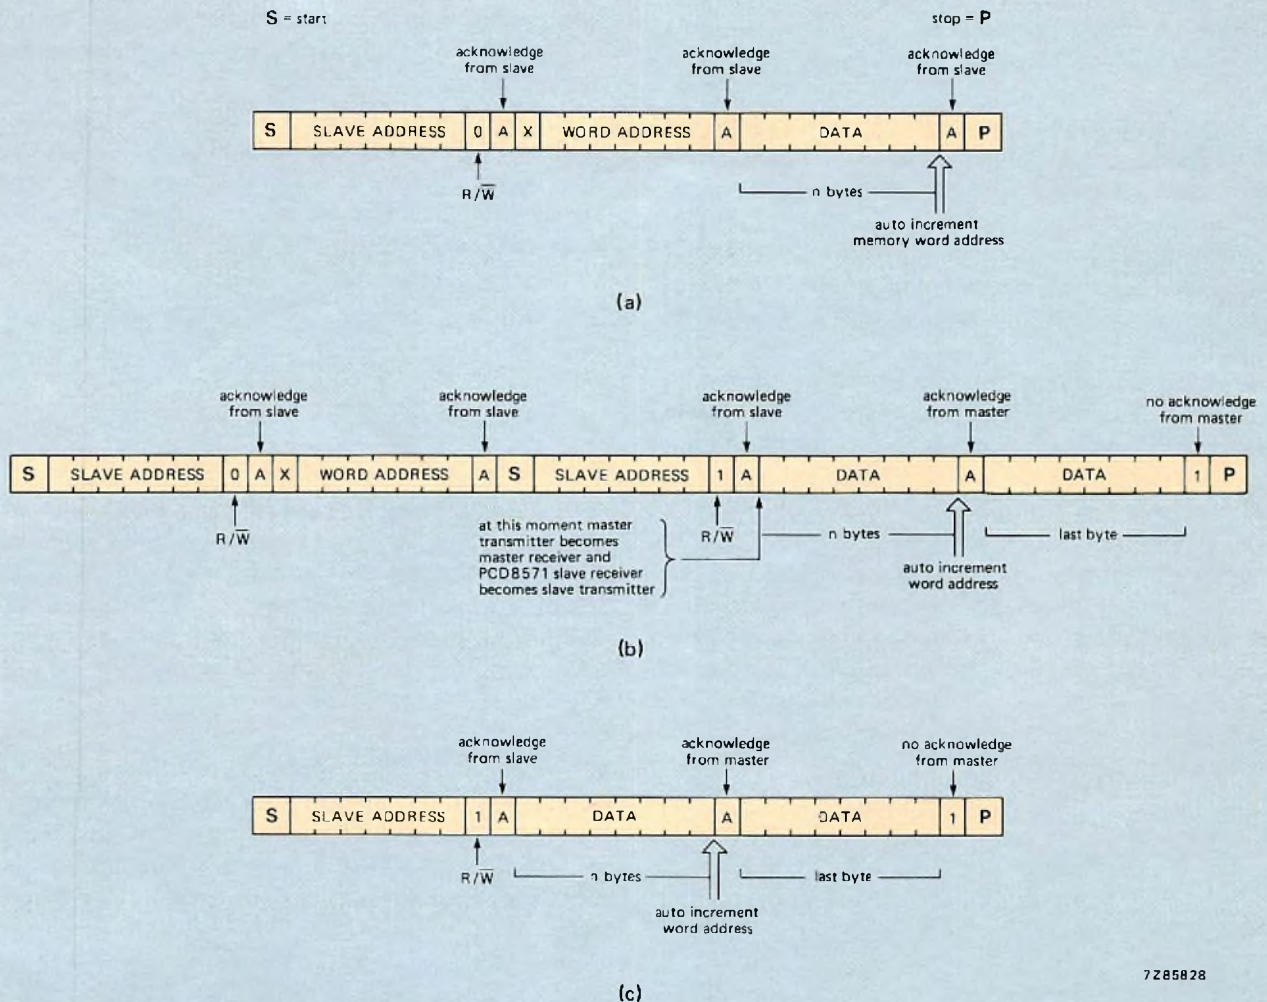 S = start
stop = P
acknowledge
from slave
acknowledge
from slave
acknowledge
from slave
S SLAVE ADDRESS 0 A X WORD ADDRESS A DATA A P
R/W̅
n bytes
auto increment
memory word address
(a)
acknowledge
from slave
acknowledge
from slave
acknowledge
from slave
acknowledge
from master
no acknowledge
from master
S SLAVE ADDRESS 0 A X WORD ADDRESS A S SLAVE ADDRESS 1 A DATA A DATA 1 P
R/W̅
at this moment master
transmitter becomes
master receiver and
PCD8571 slave receiver
becomes slave transmitter
R/W̅
n bytes
auto increment
word address
last byte
(b)
acknowledge
from slave
acknowledge
from master
no acknowledge
from master
S SLAVE ADDRESS 1 A DATA A DATA 1 P
R/W̅
n bytes
last byte
auto increment
word address
7Z85828
(c)